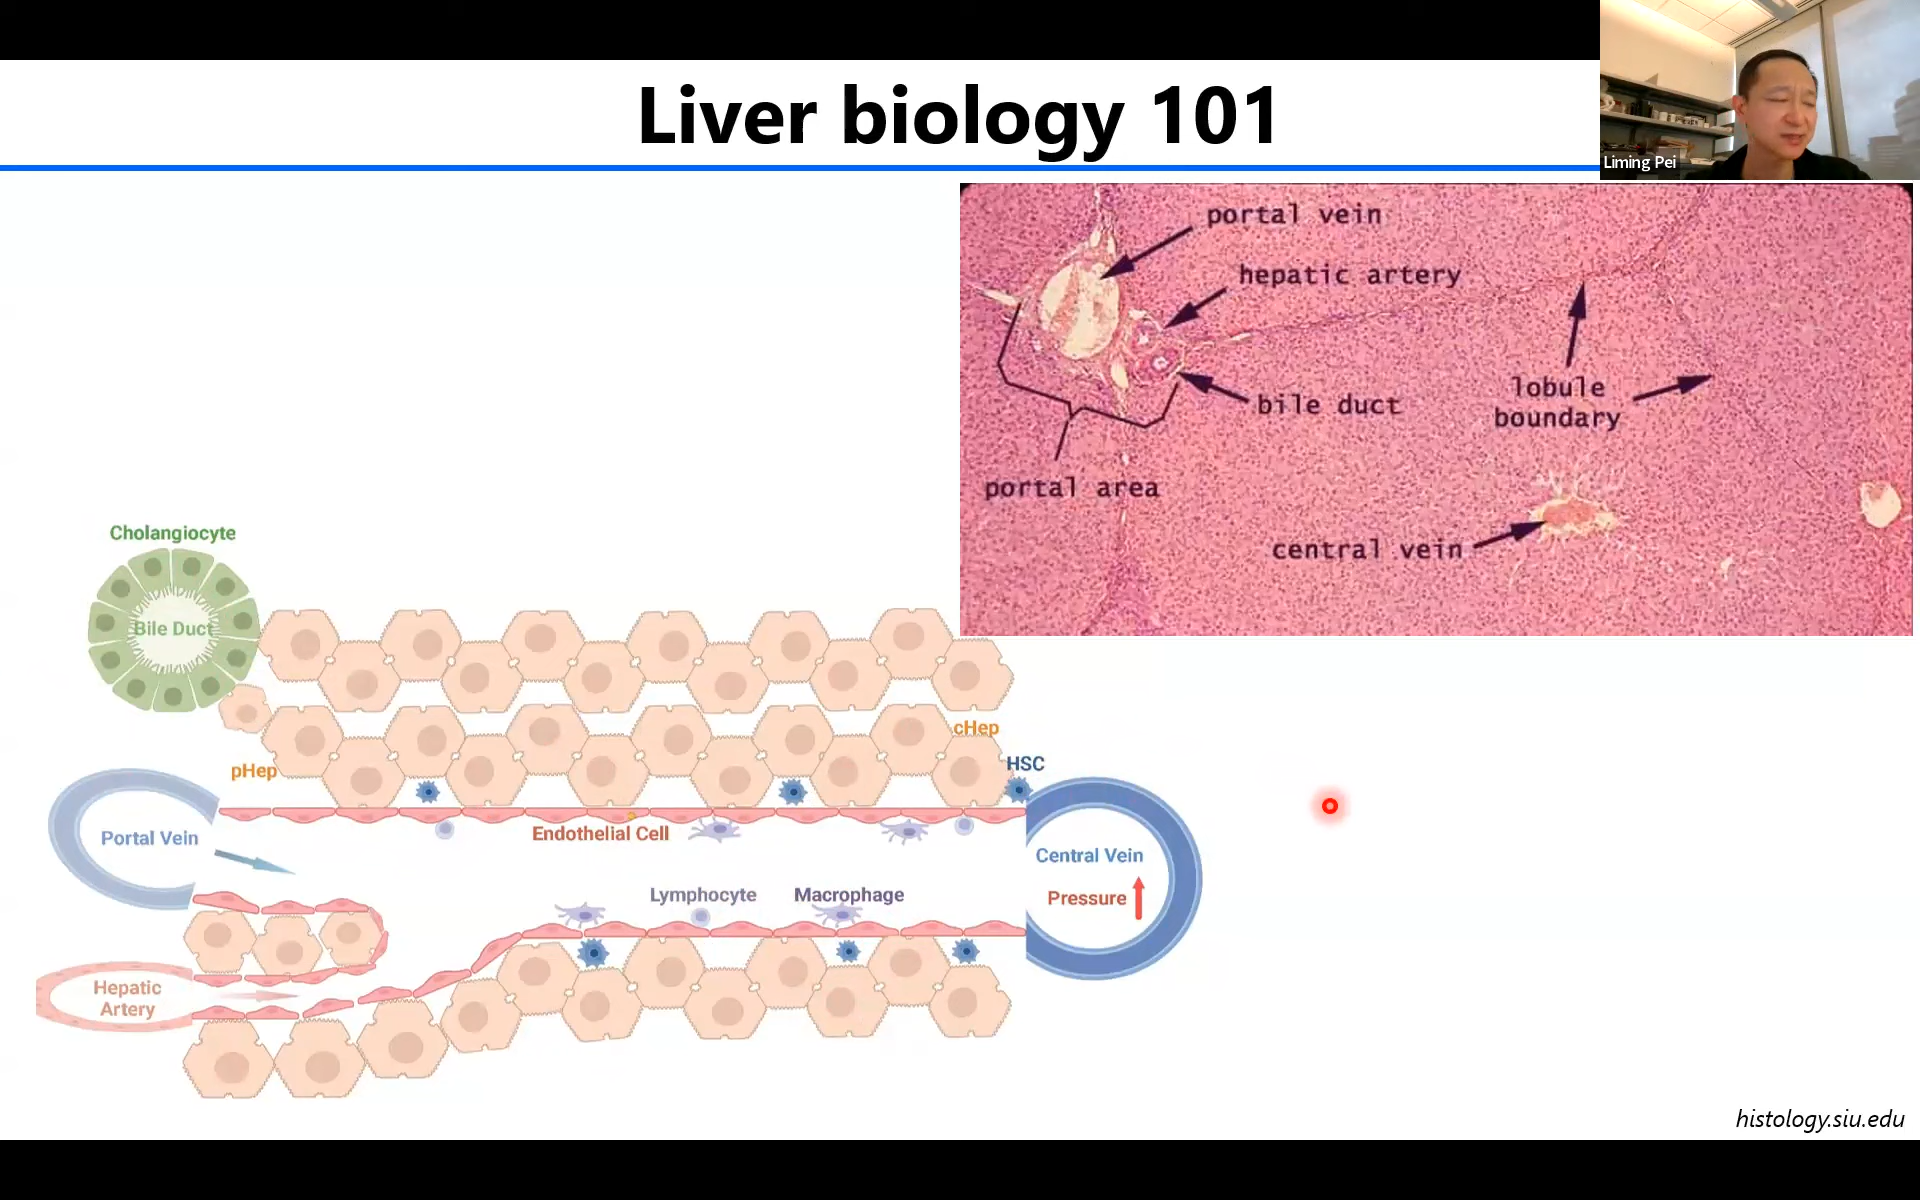 Liver biology 101
Liming Pei
portal vein
hepatic artery
bile duct
lobule
boundary
portal area
central vein
Cholangiocyte
Bile Duct
cHep
pHep
HSC
Portal Vein
Endothelial Cell
Central Vein
Pressure
Lymphocyte
Macrophage
Hepatic
Artery
histology.siu.edu